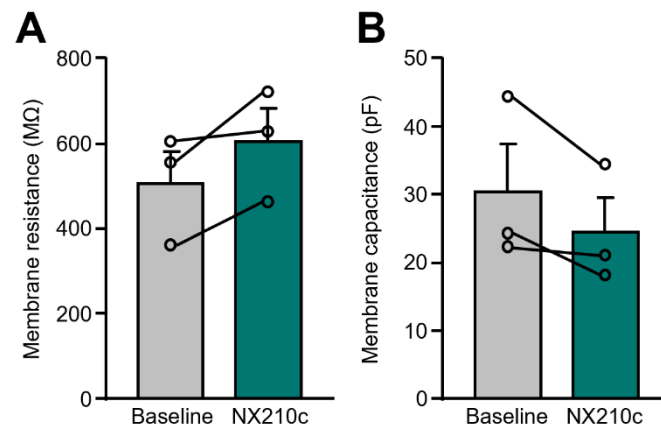 A
Membrane resistance (MΩ)
800
600
400
200
0
Baseline NX210c
B
Membrane capacitance (pF)
50
40
30
20
10
0
Baseline NX210c